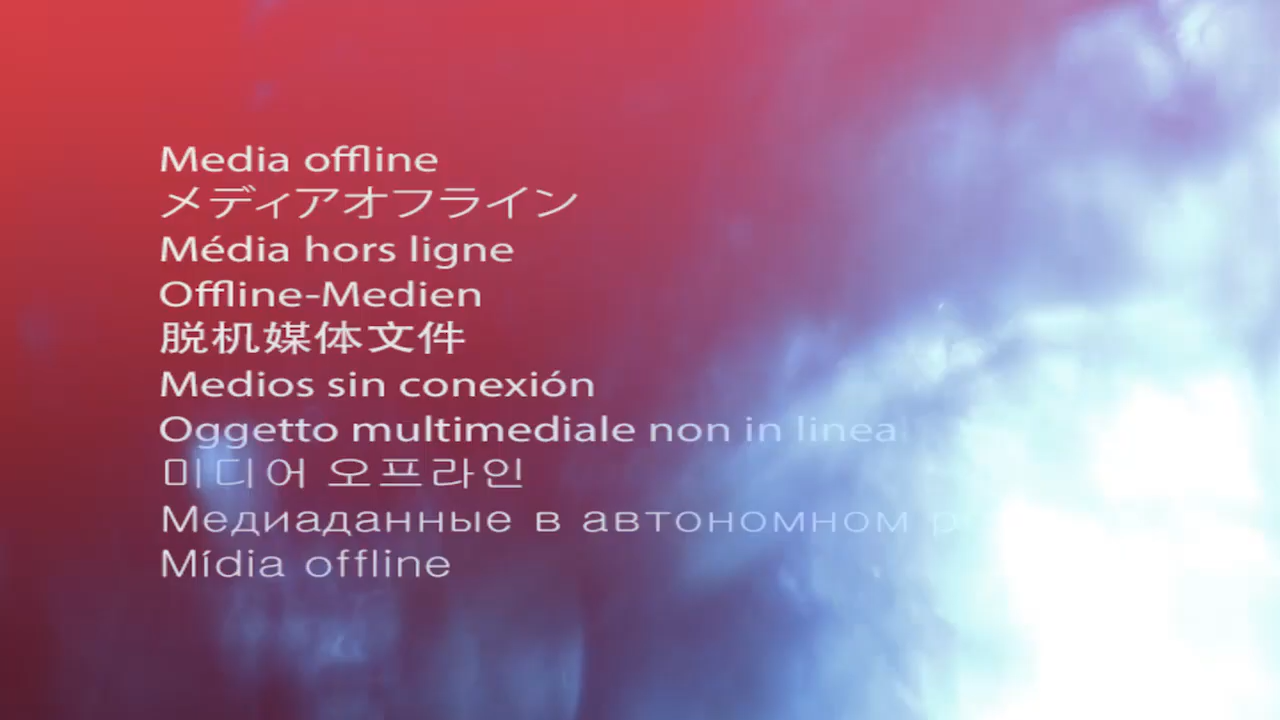 Media offline
メディアオフライン
Média hors ligne
Offline-Medien
脱机媒体文件
Medios sin conexión
Oggetto multimediale non in linea
미디어 오프라인
Медиаданные в автономном
Mídia offline